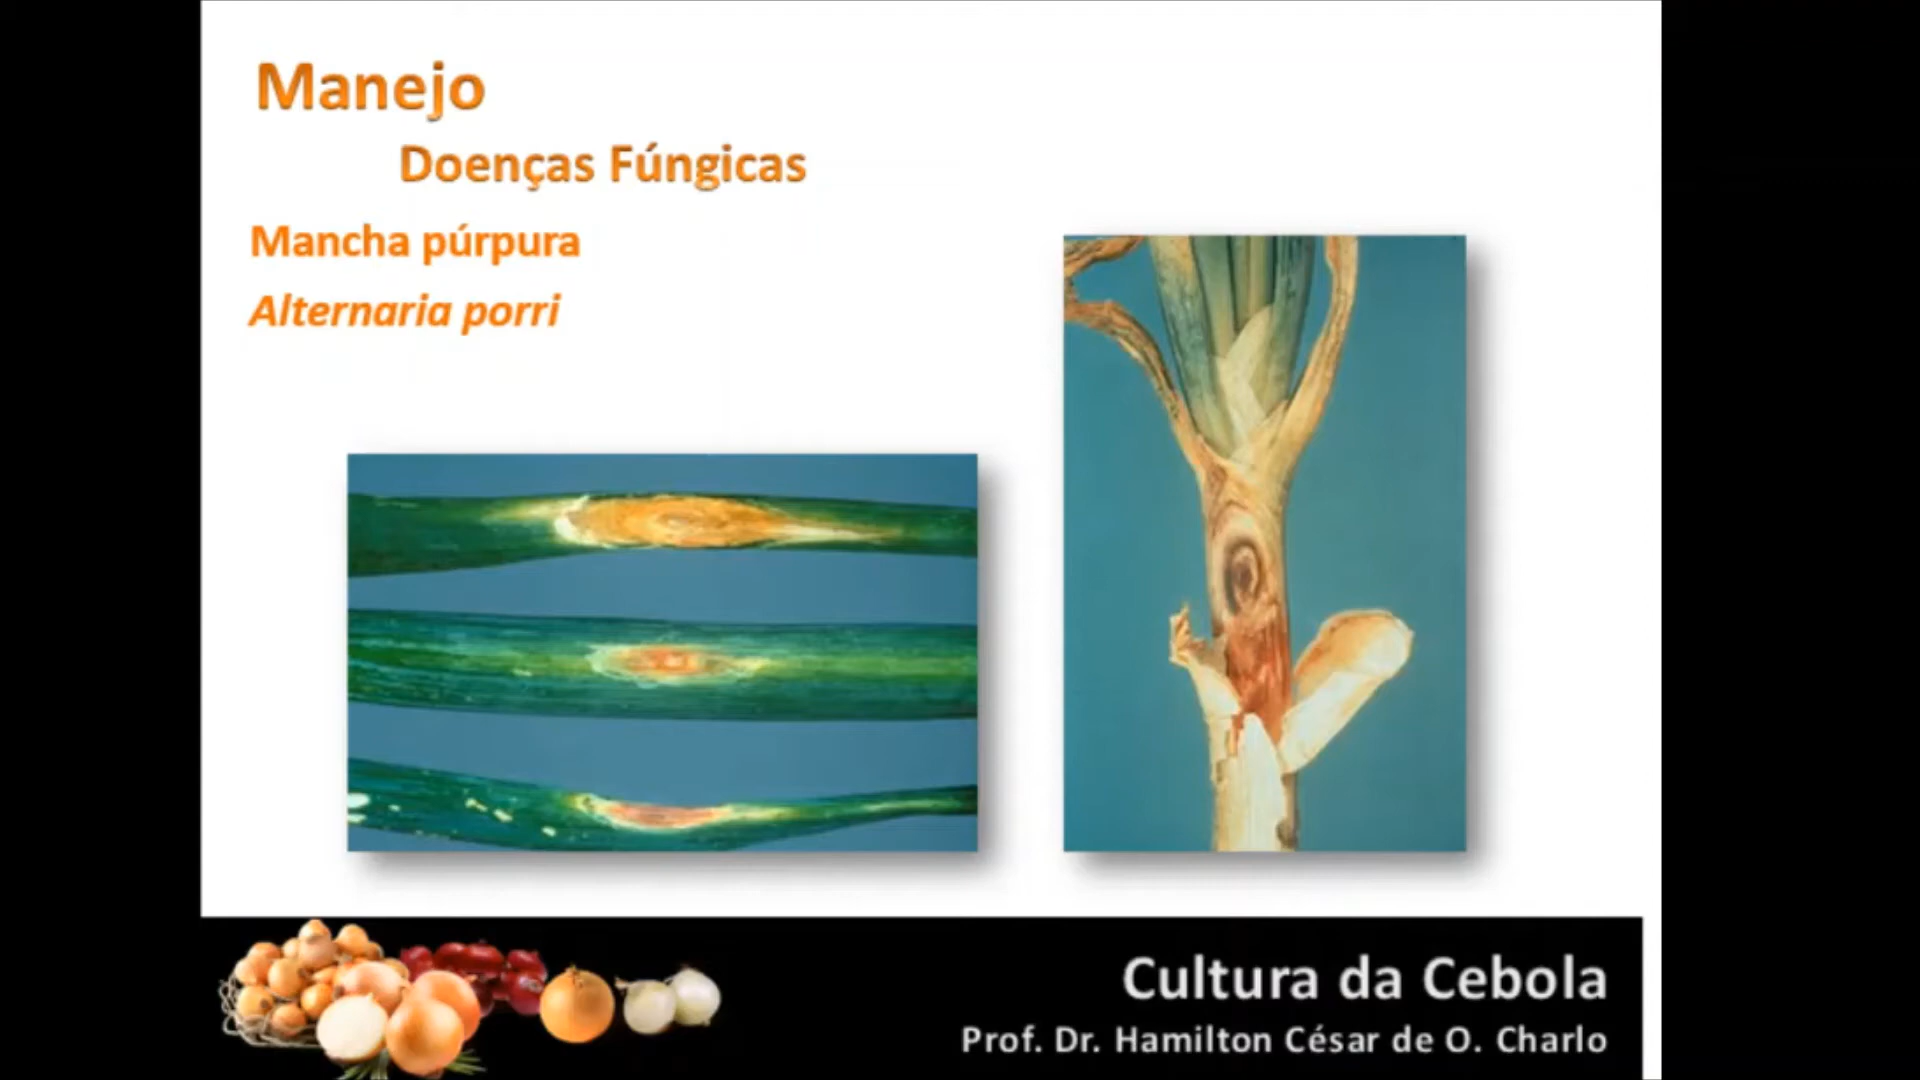 Manejo
Doenças Fúngicas
Mancha púrpura
Alternaria porri
Cultura da Cebola
Prof. Dr. Hamilton César de O. Charlo